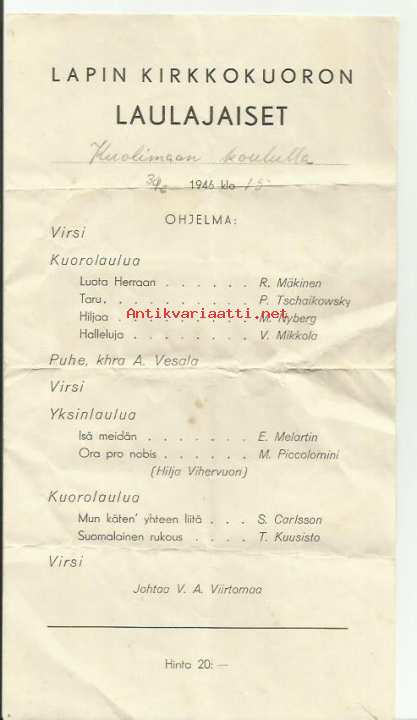 LAPIN KIRKKOKUORON
LAULAJAISET
Kuolimaan koululla
1946 klo 15
OHJELMA:
Virsi
Kuorolaulua
Luota Herraan . . . . . . R. Mäkinen
Taru. . . . . . . . . . P. Tschaikowsky
Hiljaa . . . . . . . . . M. Nyberg
Antikvariaatti.net
Halleluja . . . . . . . . V. Mikkola
Puhe, khra A. Vesala
Virsi
Yksinlaulua
Isä meidän . . . . . . . E. Melartin
Ora pro nobis . . . . . . M. Piccolomini
(Hilja Vihervuori)
Kuorolaulua
Mun käten' yhteen liitä . . . S. Carlsson
Suomalainen rukous . . . . T. Kuusisto
Virsi
Johtaa V. A. Viirtomaa
Hinta 20: —